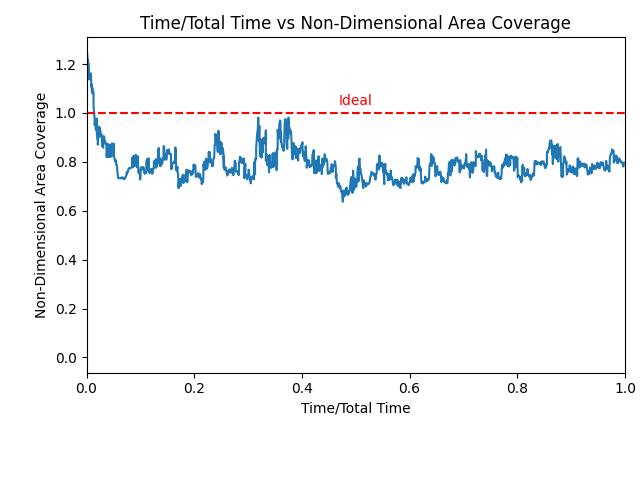 Time/Total Time vs Non-Dimensional Area Coverage
Non-Dimensional Area Coverage
1.2
1.0
0.8
0.6
0.4
0.2
0.0
Ideal
0.0 0.2 0.4 0.6 0.8 1.0
Time/Total Time